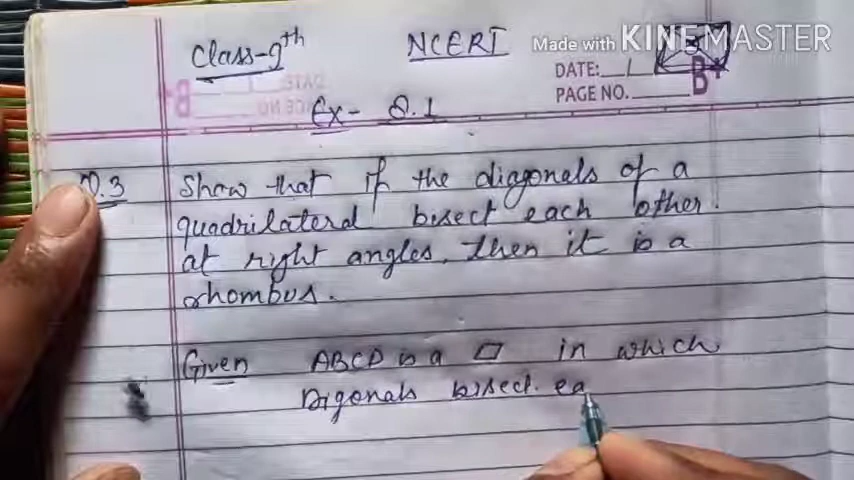 Class-9th NCERT Made with KINEMASTER
DATE:
PAGE NO.
Ex- 8.1
Q.3 Show that if the diagonals of a
quadrilateral bisect each other
at right angles, then it is a
rhombus.
Given ABCD is a ▱ in which
Digonals bisect ea